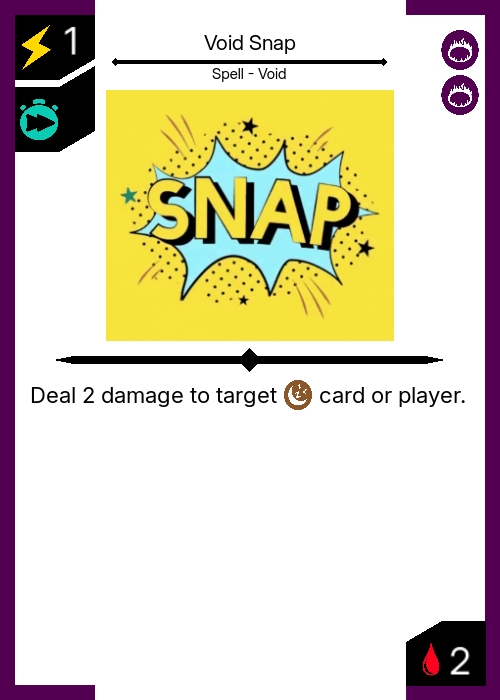 1
Void Snap
Spell - Void
SNAP
Deal 2 damage to target card or player.
2